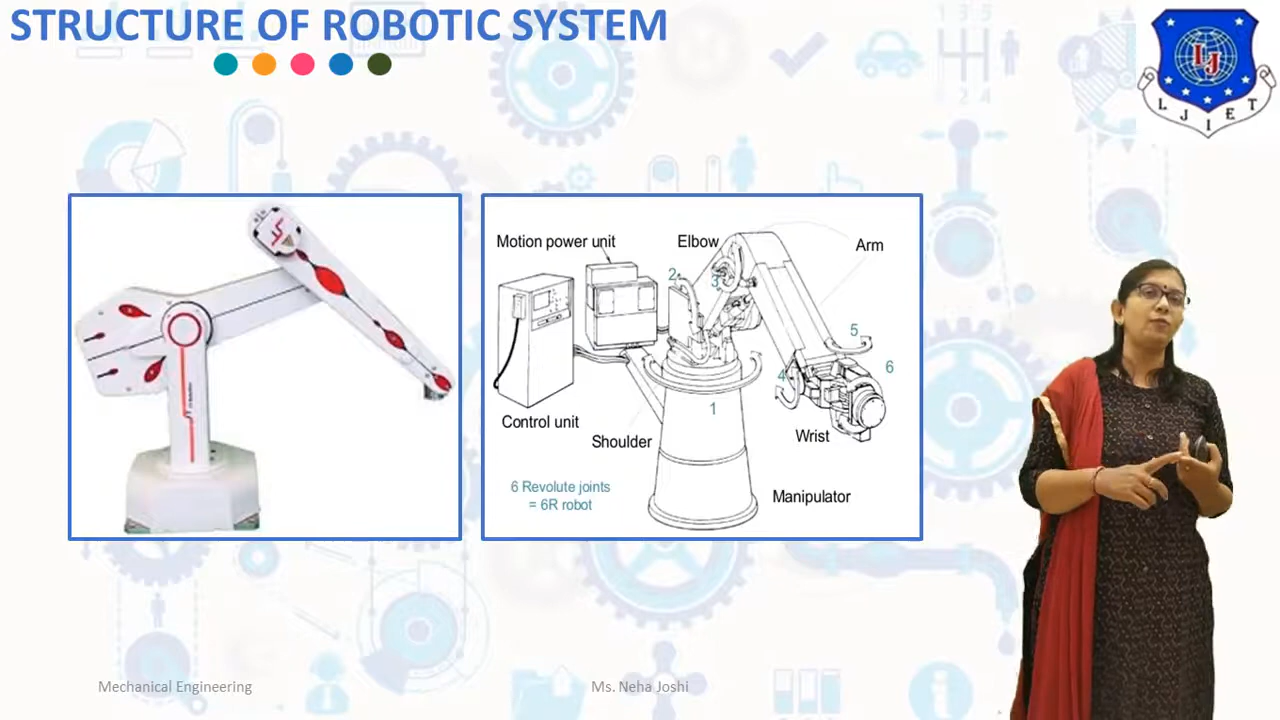 STRUCTURE OF ROBOTIC SYSTEM
LJIET
Motion power unit
Elbow
Arm
2
3
5
6
4
1
Control unit
Shoulder
Wrist
6 Revolute joints
= 6R robot
Manipulator
Mechanical Engineering
Ms. Neha Joshi